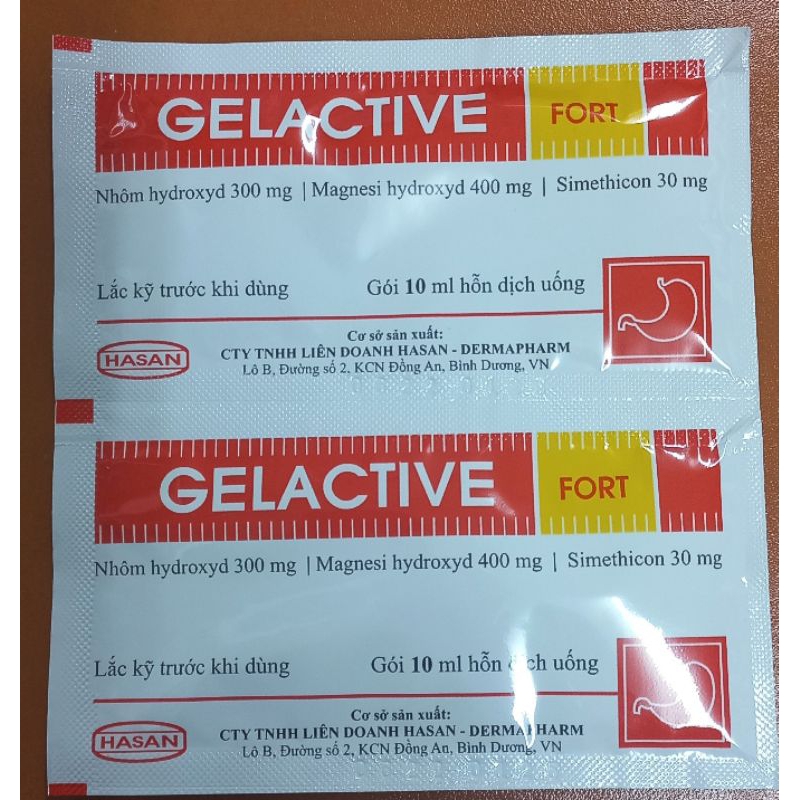 GELACTIVE FORT
Nhôm hydroxyd 300 mg | Magnesi hydroxyd 400 mg | Simethicon 30 mg
Lắc kỹ trước khi dùng Gói 10 ml hỗn dịch uống
Cơ sở sản xuất:
HASAN CTY TNHH LIÊN DOANH HASAN - DERMAPHARM
Lô B, Đường số 2, KCN Đồng An, Bình Dương, VN
GELACTIVE FORT
Nhôm hydroxyd 300 mg | Magnesi hydroxyd 400 mg | Simethicon 30 mg
Lắc kỹ trước khi dùng Gói 10 ml hỗn dịch uống
Cơ sở sản xuất:
HASAN CTY TNHH LIÊN DOANH HASAN - DERMAPHARM
Lô B, Đường số 2, KCN Đồng An, Bình Dương, VN